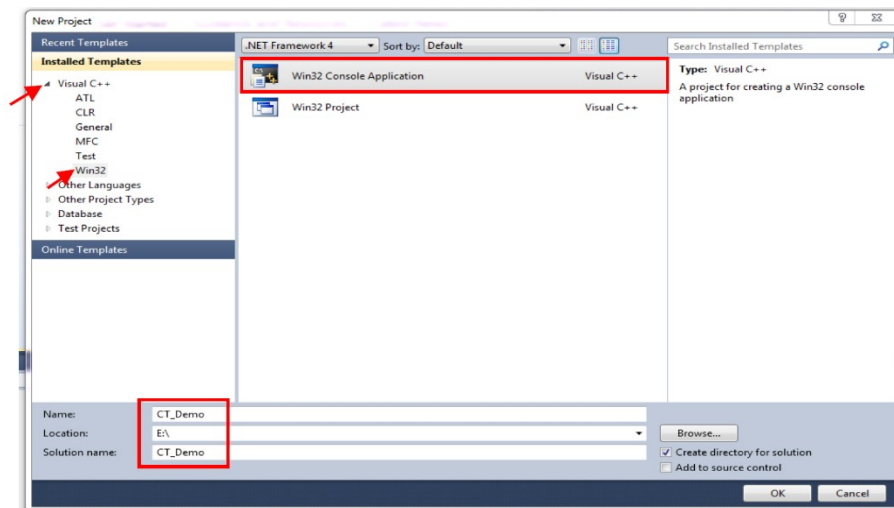 New Project
Recent Templates
.NET Framework 4 Sort by: Default Search Installed Templates
Installed Templates
Visual C++
ATL
CLR
General
MFC
Test
Win32
Other Languages
Other Project Types
Database
Test Projects
Online Templates
Win32 Console Application Visual C++
Win32 Project Visual C++
Type: Visual C++
A project for creating a Win32 console
application
Name: CT_Demo
Location: E:\ Browse...
Solution name: CT_Demo Create directory for solution
Add to source control
OK Cancel